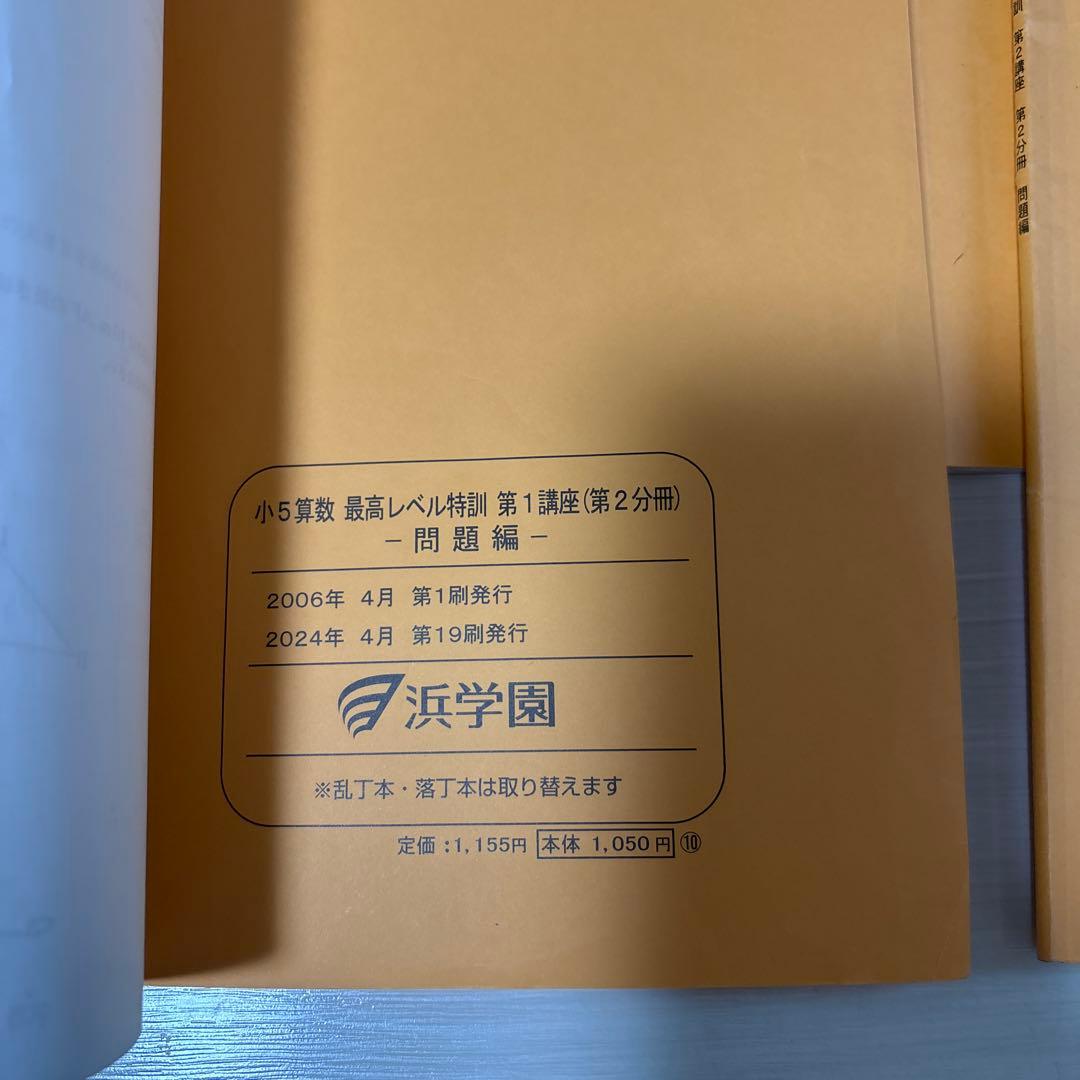 小5算数 最高レベル特訓 第1講座(第2分冊)
－問題編－
2006年 4月 第1刷発行
2024年 4月 第19刷発行
浜学園
※乱丁本・落丁本は取り替えます
定価:1,155円 本体 1,050円 ⑩
訓 第2講座 第2分冊 問題編